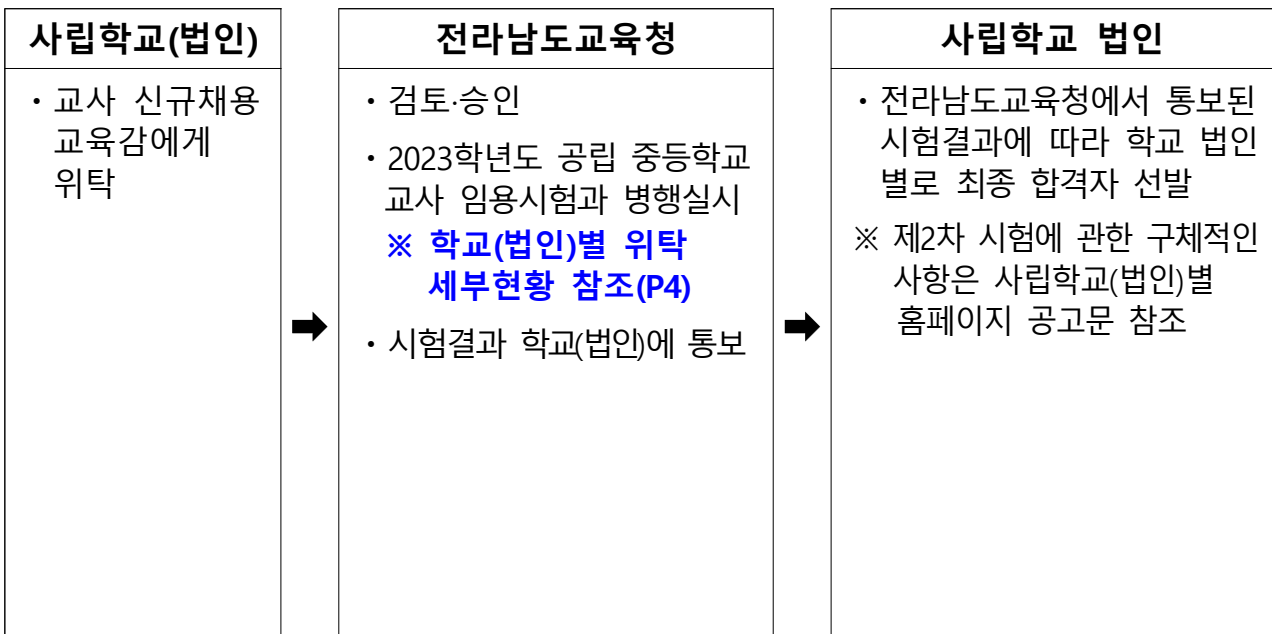 사립학교(법인)
・교사 신규채용
교육감에게
위탁
➡
전라남도교육청
・검토·승인
・2023학년도 공립 중등학교
교사 임용시험과 병행실시
※ 학교(법인)별 위탁
세부현황 참조(P4)
・시험결과 학교(법인)에 통보
➡
사립학교 법인
・전라남도교육청에서 통보된
시험결과에 따라 학교 법인
별로 최종 합격자 선발
※ 제2차 시험에 관한 구체적인
사항은 사립학교(법인)별
홈페이지 공고문 참조